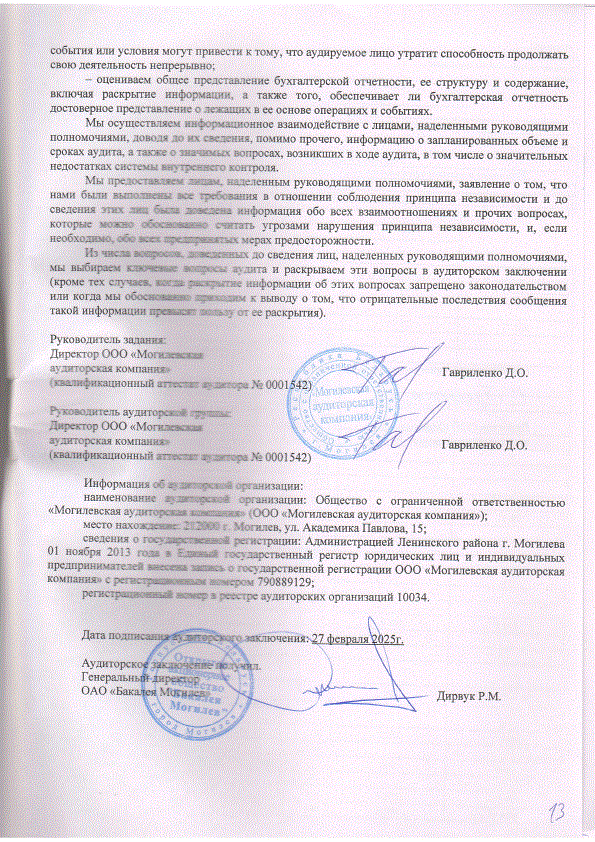 события или условия могут привести к тому, что аудируемое лицо утратит способность продолжать
свою деятельность непрерывно;
– оцениваем общее представление бухгалтерской отчетности, ее структуру и содержание,
включая раскрытие информации, а также того, обеспечивает ли бухгалтерская отчетность
достоверное представление о лежащих в ее основе операциях и событиях.
Мы осуществляем информационное взаимодействие с лицами, наделенными руководящими
полномочиями, доводя до их сведения, помимо прочего, информацию о запланированных объеме и
сроках аудита, а также о значимых вопросах, возникших в ходе аудита, в том числе о значительных
недостатках системы внутреннего контроля.
Мы предоставляем лицам, наделенным руководящими полномочиями, заявление о том, что
нами были выполнены все требования в отношении соблюдения принципа независимости и до
сведения этих лиц была доведена информация обо всех взаимоотношениях и прочих вопросах,
которые можно обоснованно считать угрозами нарушения принципа независимости, и, если
необходимо, обо всех предпринятых мерах предосторожности.
Из числа вопросов, доведенных до сведения лиц, наделенных руководящими полномочиями,
мы выбираем ключевые вопросы аудита и раскрываем эти вопросы в аудиторском заключении
(кроме тех случаев, когда раскрытие информации об этих вопросах запрещено законодательством
или когда мы обоснованно приходим к выводу о том, что отрицательные последствия сообщения
такой информации превысят пользу от ее раскрытия).
Руководитель задания:
Директор ООО «Могилевская
аудиторская компания»
(квалификационный аттестат аудитора № 0001542)
Гавриленко Д.О.
«Могилевская
аудиторская
компания»
Руководитель аудиторской группы:
Директор ООО «Могилевская
аудиторская компания»
(квалификационный аттестат аудитора № 0001542)
Гавриленко Д.О.
Информация об аудиторской организации:
наименование аудиторской организации: Общество с ограниченной ответственностью
«Могилевская аудиторская компания» (ООО «Могилевская аудиторская компания»);
место нахождение: 212000 г. Могилев, ул. Академика Павлова, 15;
сведения о государственной регистрации: Администрацией Ленинского района г. Могилева
01 ноября 2013 года в Единый государственный регистр юридических лиц и индивидуальных
предпринимателей внесена запись о государственной регистрации ООО «Могилевская аудиторская
компания» с регистрационным номером 790889129;
регистрационный номер в реестре аудиторских организаций 10034.
Дата подписания аудиторского заключения: 27 февраля 2025г.
Аудиторское заключение получил.
Генеральный директор
ОАО «Бакалея Могилев»
Дирвук Р.М.
Открытое
акционерное
общество
"Бакалея
Могилев"
город Могилев
13